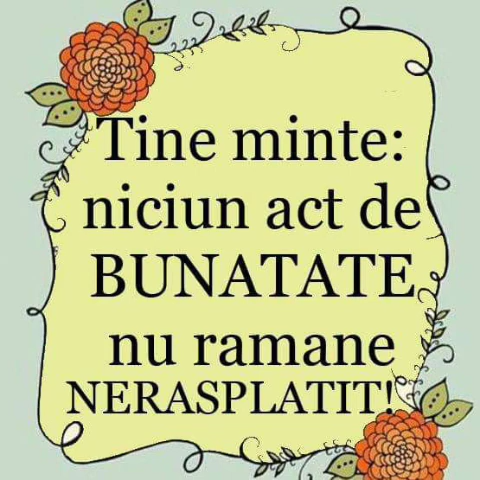 Tine minte:
niciun act de
BUNATATE
nu ramane
NERASPLATIT!